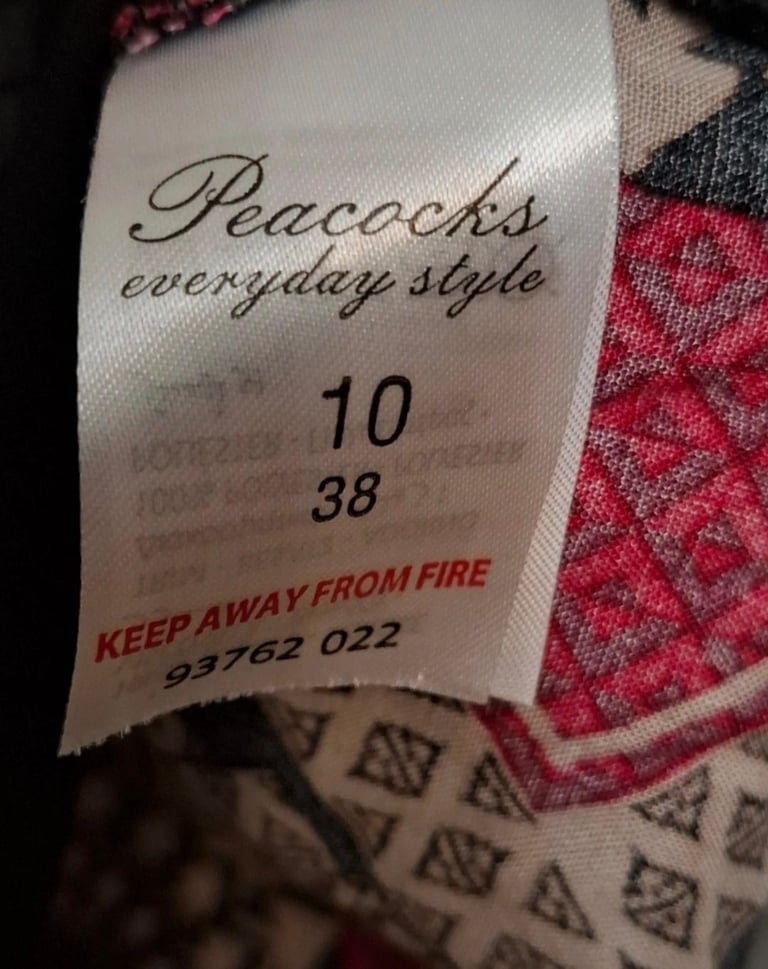 Peacocks
everyday style
10
38
KEEP AWAY FROM FIRE
93762 022